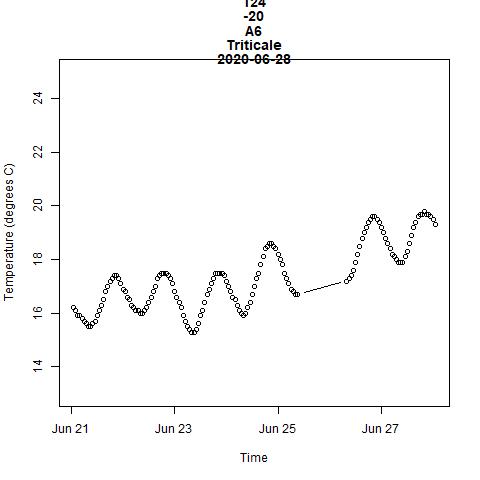 124
-20
A6
Triticale
2020-06-28
Temperature (degrees C)
24
22
20
18
16
14
Jun 21
Jun 23
Jun 25
Jun 27
Time